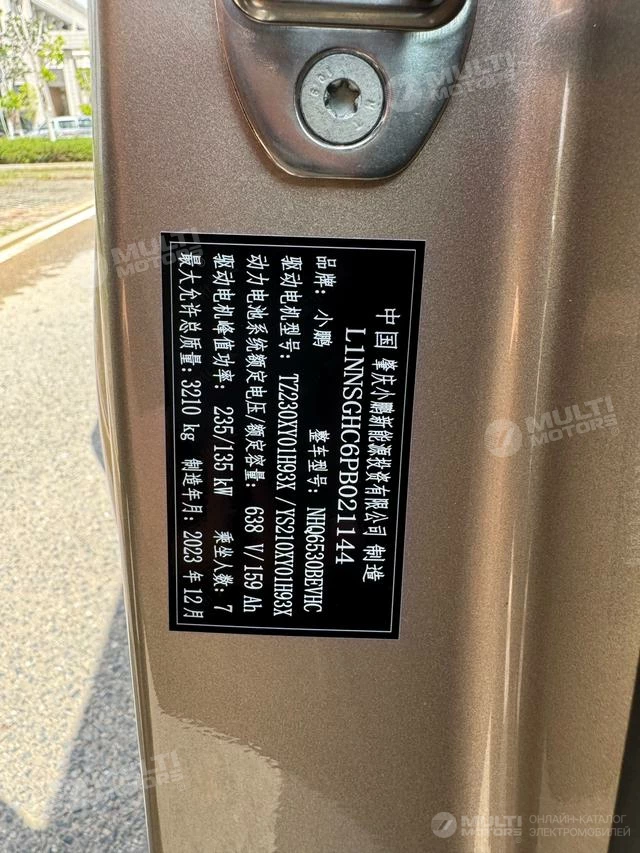 中国 肇庆小鹏新能源投资有限公司 制造
L1NNSGHC6PB021144
品牌: 小鹏 整车型号: NHQ6530BEVHC
驱动电机型号: TZ230XY01H93X / YS210XY01H93X
动力电池系统额定电压/额定容量: 638 V/159 Ah
驱动电机峰值功率: 235/135 kW 乘坐人数: 7
最大允许总质量: 3210 kg 制造年月: 2023 年 12月
MULTI MOTORS
MULTI MOTORS
MULTI MOTORS
MULTI MOTORS
MULTI MOTORS ОНЛАЙН-КАТАЛОГ ЭЛЕКТРОМОБИЛЕЙ